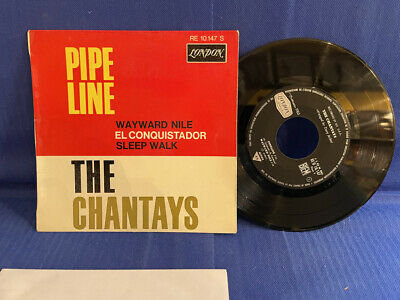 RE 10.147 S
LONDON
PIPE
LINE
WAYWARD NILE
EL CONQUISTADOR
SLEEP WALK
THE
CHANTAYS